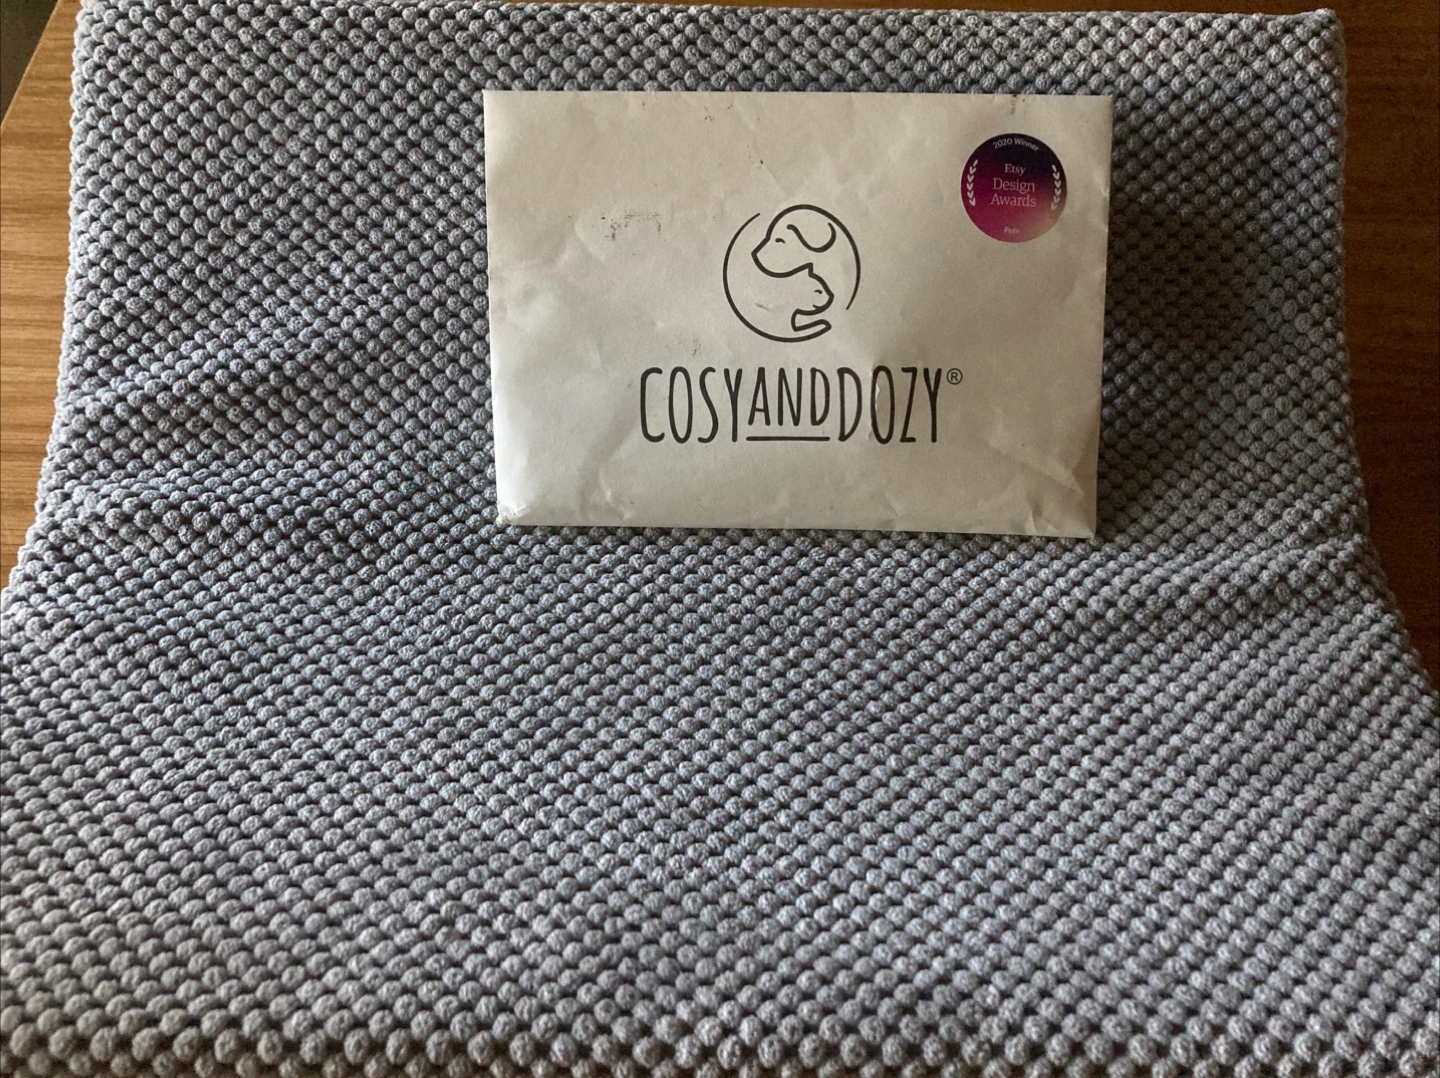 2020 Winner
Etsy
Design
Awards
Pets
COSYANDDOZY®